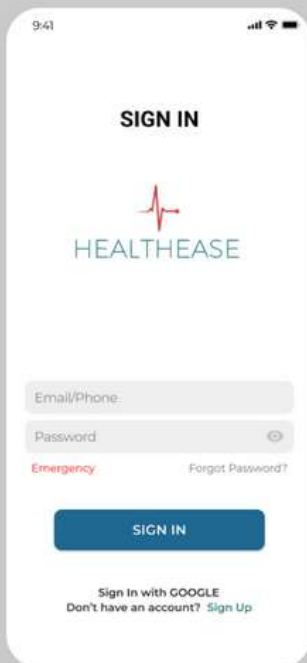 9:41
SIGN IN
HEALTHEASE
Email/Phone
Password
Emergency Forgot Password?
SIGN IN
Sign In with GOOGLE
Don't have an account? Sign Up